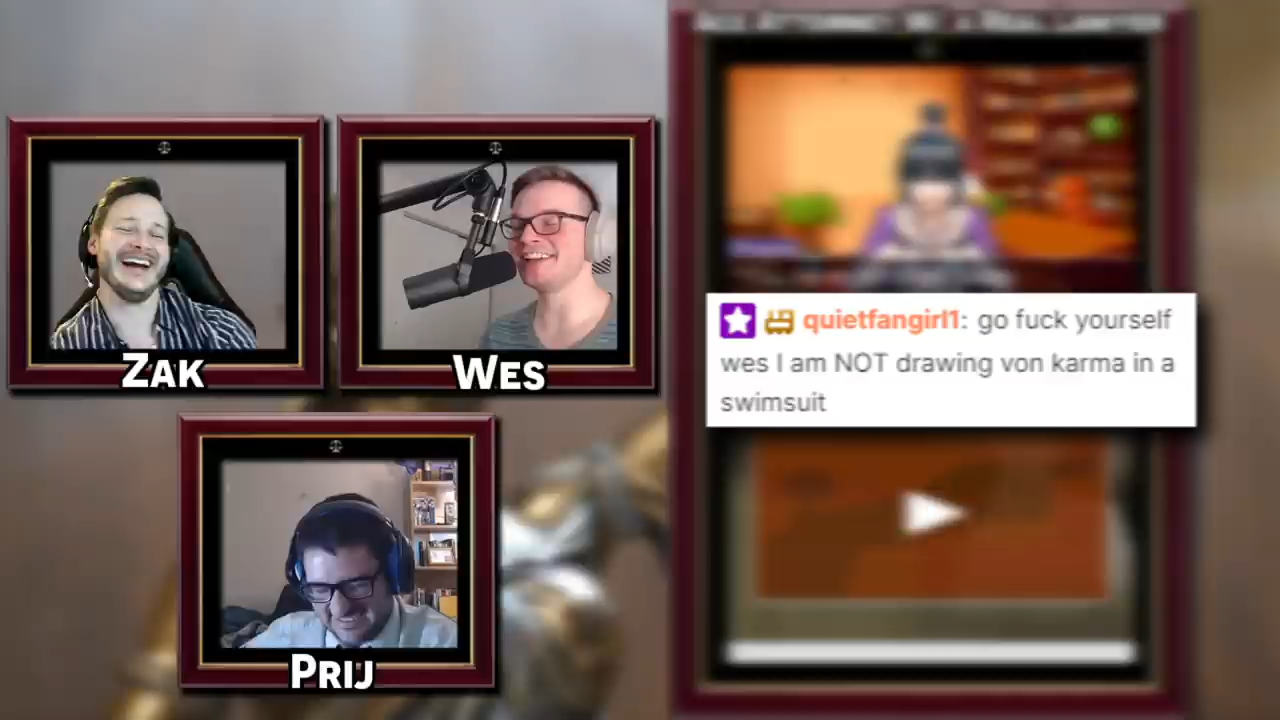 ZAK
WES
PRIJ
quietfangirl1: go fuck yourself
wes I am NOT drawing von karma in a
swimsuit